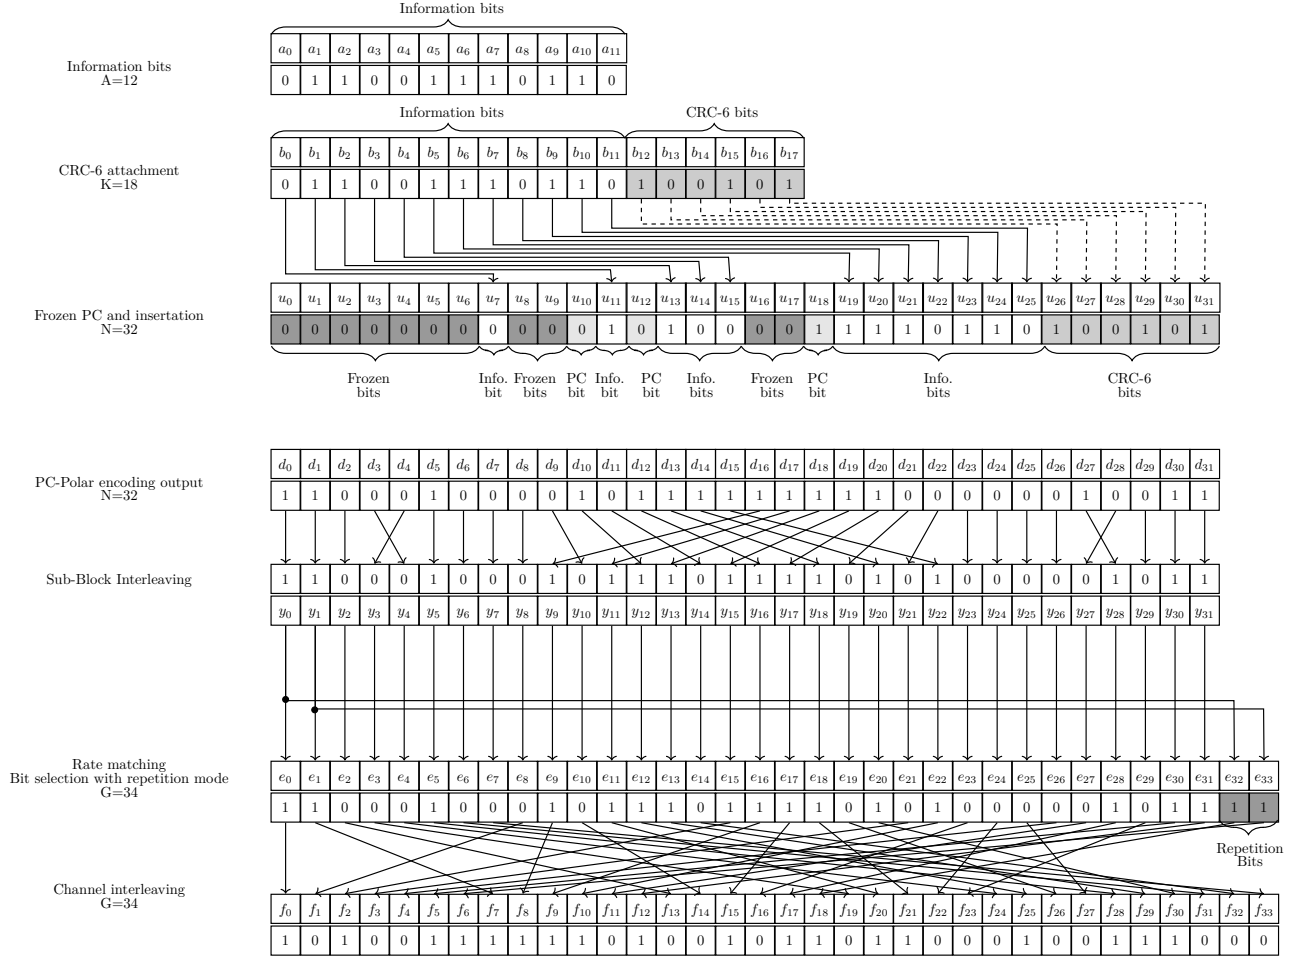 Information bits
a0 a1 a2 a3 a4 a5 a6 a7 a8 a9 a10 a11
Information bits
A=12
0 1 1 0 0 1 1 1 0 1 1 0
Information bits CRC-6 bits
b0 b1 b2 b3 b4 b5 b6 b7 b8 b9 b10 b11 b12 b13 b14 b15 b16 b17
CRC-6 attachment
K=18
0 1 1 0 0 1 1 1 0 1 1 0 1 0 0 1 0 1
u0 u1 u2 u3 u4 u5 u6 u7 u8 u9 u10 u11 u12 u13 u14 u15 u16 u17 u18 u19 u20 u21 u22 u23 u24 u25 u26 u27 u28 u29 u30 u31
Frozen PC and insertation
N=32
0 0 0 0 0 0 0 0 0 0 0 1 0 1 0 0 0 0 1 1 1 1 0 1 1 0 1 0 0 1 0 1
Frozen Info. Frozen PC Info. PC Info. Frozen PC Info. CRC-6
bits bit bits bit bit bit bits bits bit bits bits
d0 d1 d2 d3 d4 d5 d6 d7 d8 d9 d10 d11 d12 d13 d14 d15 d16 d17 d18 d19 d20 d21 d22 d23 d24 d25 d26 d27 d28 d29 d30 d31
PC-Polar encoding output
N=32
1 1 0 0 0 1 0 0 0 0 1 0 1 1 1 1 1 1 1 1 1 0 0 0 0 0 0 1 0 0 1 1
Sub-Block Interleaving
1 1 0 0 0 1 0 0 0 1 0 1 1 1 0 1 1 1 1 0 1 0 1 0 0 0 0 0 1 0 1 1
y0 y1 y2 y3 y4 y5 y6 y7 y8 y9 y10 y11 y12 y13 y14 y15 y16 y17 y18 y19 y20 y21 y22 y23 y24 y25 y26 y27 y28 y29 y30 y31
Rate matching
Bit selection with repetition mode
G=34
e0 e1 e2 e3 e4 e5 e6 e7 e8 e9 e10 e11 e12 e13 e14 e15 e16 e17 e18 e19 e20 e21 e22 e23 e24 e25 e26 e27 e28 e29 e30 e31 e32 e33
1 1 0 0 0 1 0 0 0 1 0 1 1 1 0 1 1 1 1 0 1 0 1 0 0 0 0 0 1 0 1 1 1 1
Repetition
Bits
Channel interleaving
G=34
f0 f1 f2 f3 f4 f5 f6 f7 f8 f9 f10 f11 f12 f13 f14 f15 f16 f17 f18 f19 f20 f21 f22 f23 f24 f25 f26 f27 f28 f29 f30 f31 f32 f33
1 0 1 0 0 1 1 1 1 1 1 0 1 0 0 1 0 1 1 0 1 1 0 0 0 1 0 0 1 1 1 0 0 0